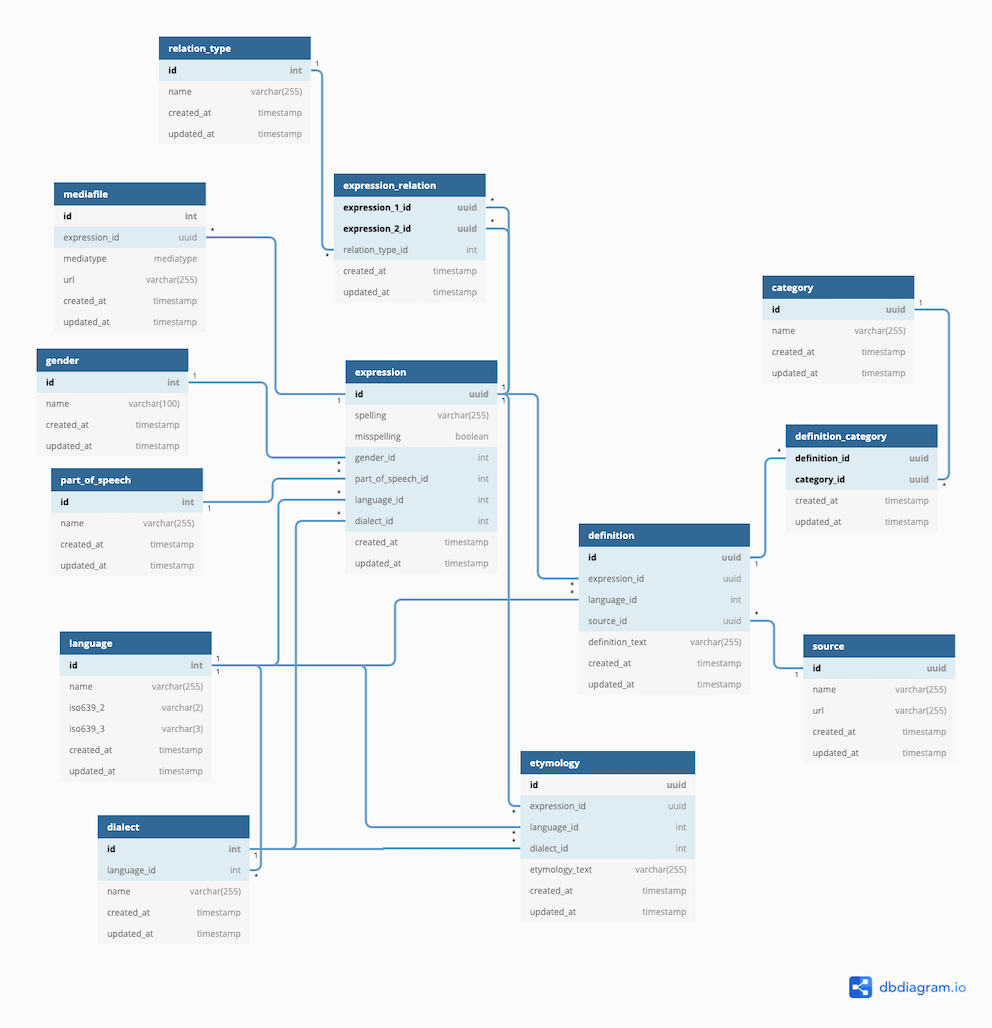 relation_type
id int
name varchar(255)
created_at timestamp
updated_at timestamp
1
*
expression_relation
expression_1_id uuid
expression_2_id uuid
relation_type_id int
created_at timestamp
updated_at timestamp
*
*
mediafile
id int
expression_id uuid
mediatype mediatype
url varchar(255)
created_at timestamp
updated_at timestamp
*
1
category
id uuid
name varchar(255)
created_at timestamp
updated_at timestamp
1
gender
id int
name varchar(100)
created_at timestamp
updated_at timestamp
1
expression
id uuid
spelling varchar(255)
misspelling boolean
gender_id int
part_of_speech_id int
language_id int
dialect_id int
created_at timestamp
updated_at timestamp
1
1
*
*
*
*
definition_category
definition_id uuid
category_id uuid
created_at timestamp
updated_at timestamp
*
*
part_of_speech
id int
name varchar(255)
created_at timestamp
updated_at timestamp
1
definition
id uuid
expression_id uuid
language_id int
source_id uuid
definition_text varchar(255)
created_at timestamp
updated_at timestamp
1
*
*
*
language
id int
name varchar(255)
iso639_2 varchar(2)
iso639_3 varchar(3)
created_at timestamp
updated_at timestamp
1
1
source
id uuid
name varchar(255)
url varchar(255)
created_at timestamp
updated_at timestamp
1
etymology
id uuid
expression_id uuid
language_id int
dialect_id int
etymology_text varchar(255)
created_at timestamp
updated_at timestamp
*
*
*
dialect
id int
language_id int
name varchar(255)
created_at timestamp
updated_at timestamp
1
*
dbdiagram.io